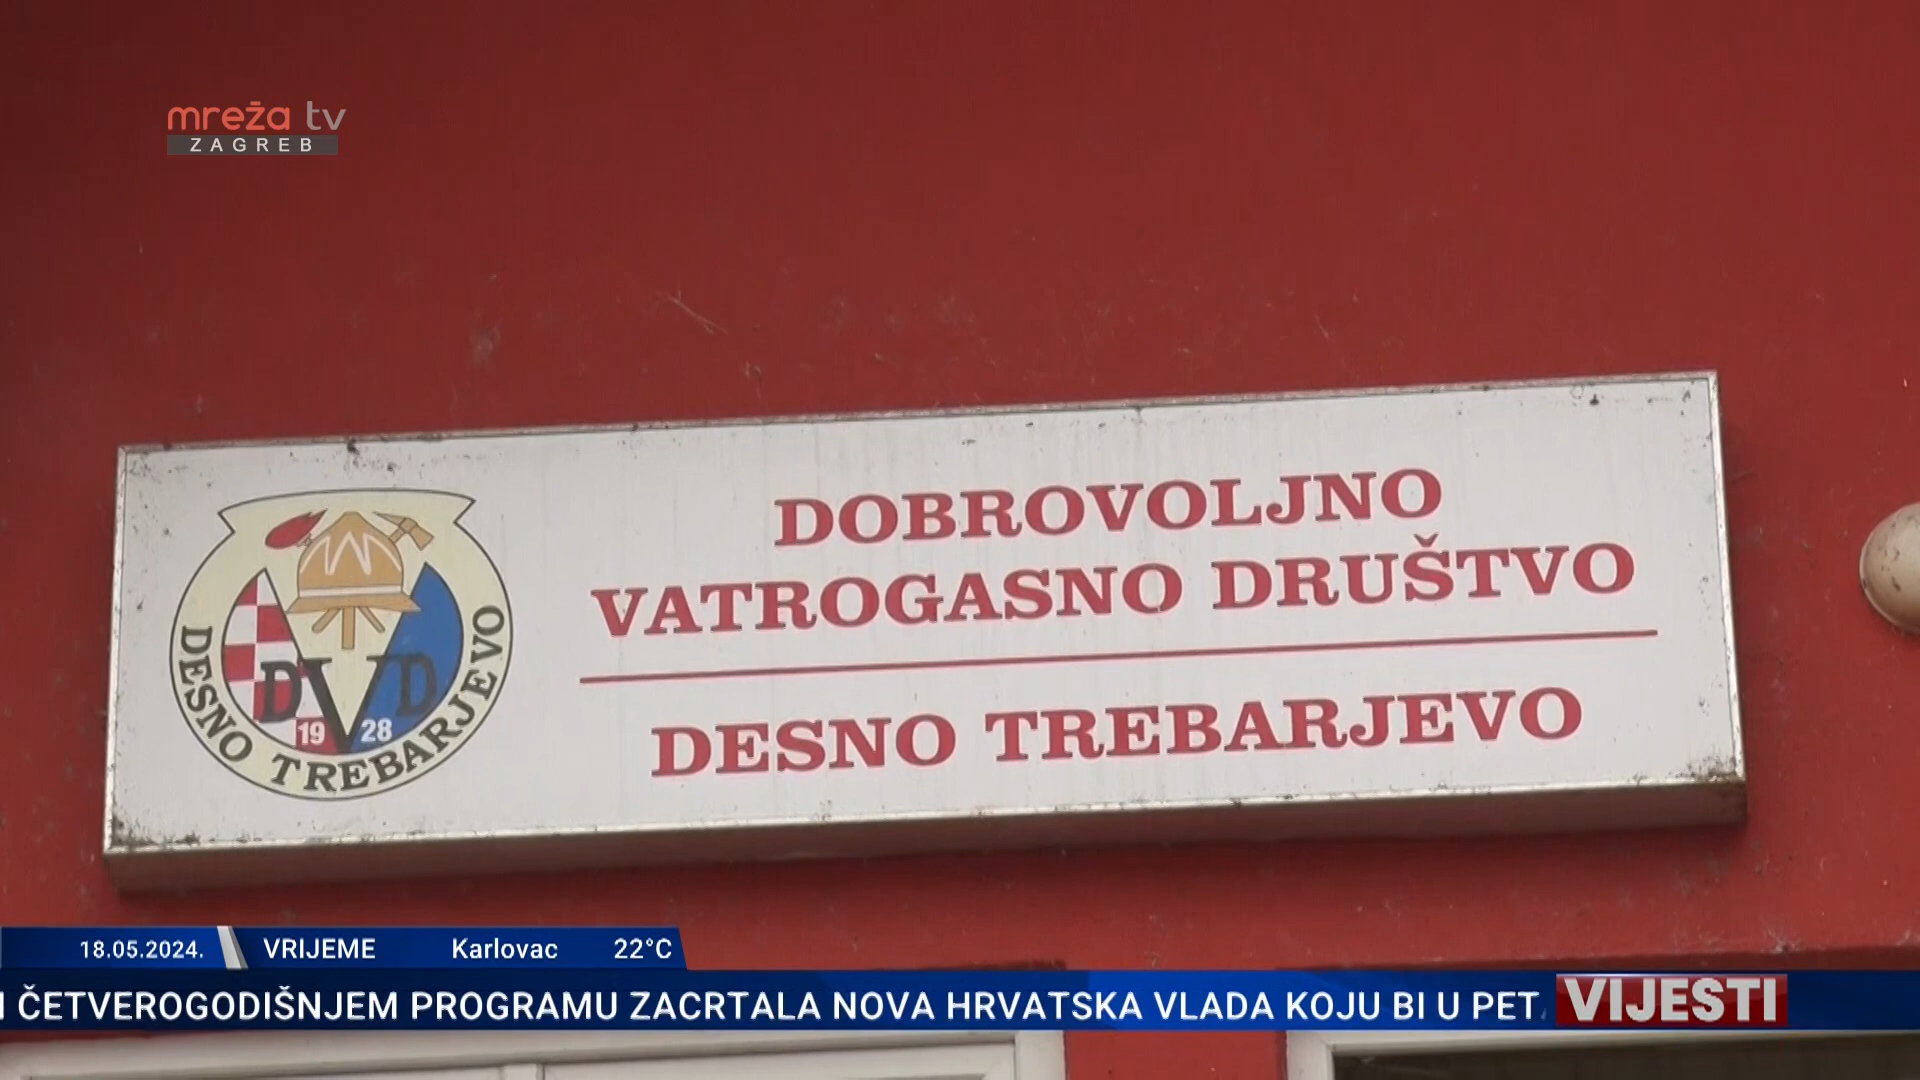 mreža tv
ZAGREB
DOBROVOLJNO
VATROGASNO DRUŠTVO
DESNO TREBARJEVO
DVD
19 28
DESNO TREBARJEVO
18.05.2024. VRIJEME Karlovac 22°C
ČETVEROGODIŠNJEM PROGRAMU ZACRTALA NOVA HRVATSKA VLADA KOJU BI U PET
VIJESTI